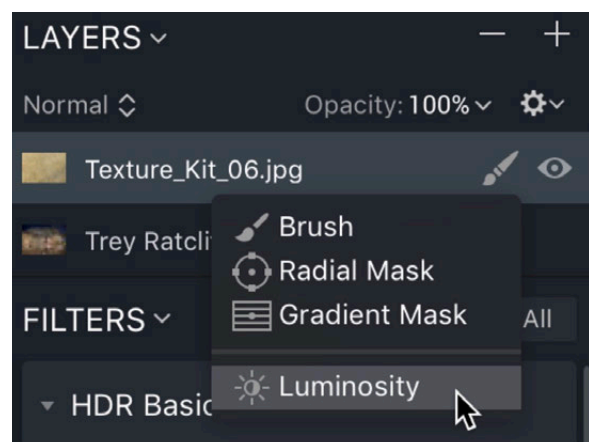 LAYERS
Normal Opacity: 100%
Texture_Kit_06.jpg
Trey Ratcli
Brush
Radial Mask
Gradient Mask
Luminosity
FILTERS All
HDR Basic